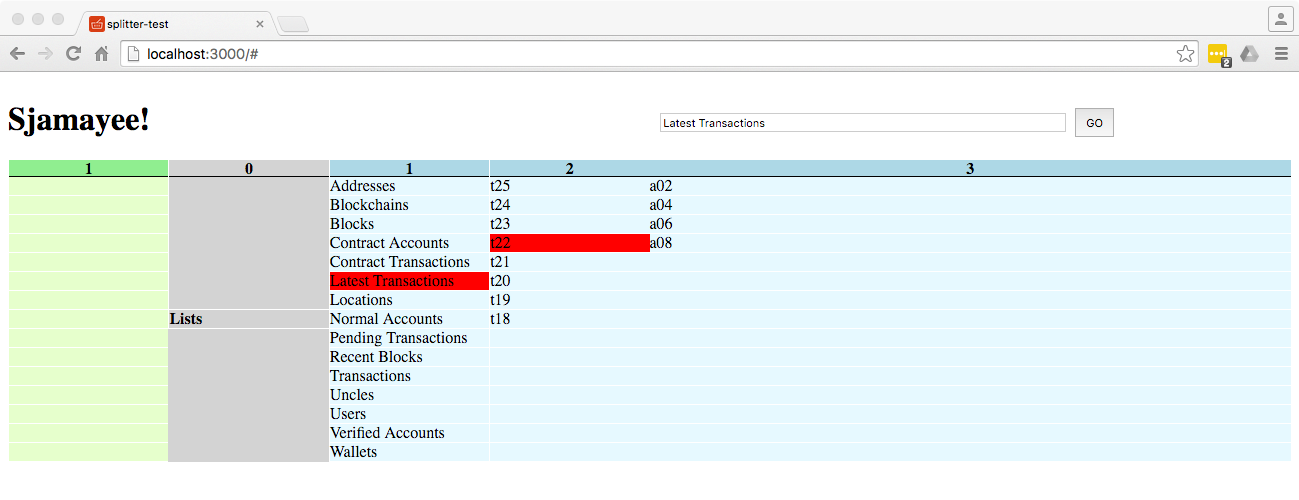 splitter-test
localhost:3000/#
2
Sjamayee!
Latest Transactions GO
1 0 1 2 3
Addresses t25 a02
Blockchains t24 a04
Blocks t23 a06
Contract Accounts t22 a08
Contract Transactions t21
Latest Transactions t20
Locations t19
Lists Normal Accounts t18
Pending Transactions
Recent Blocks
Transactions
Uncles
Users
Verified Accounts
Wallets